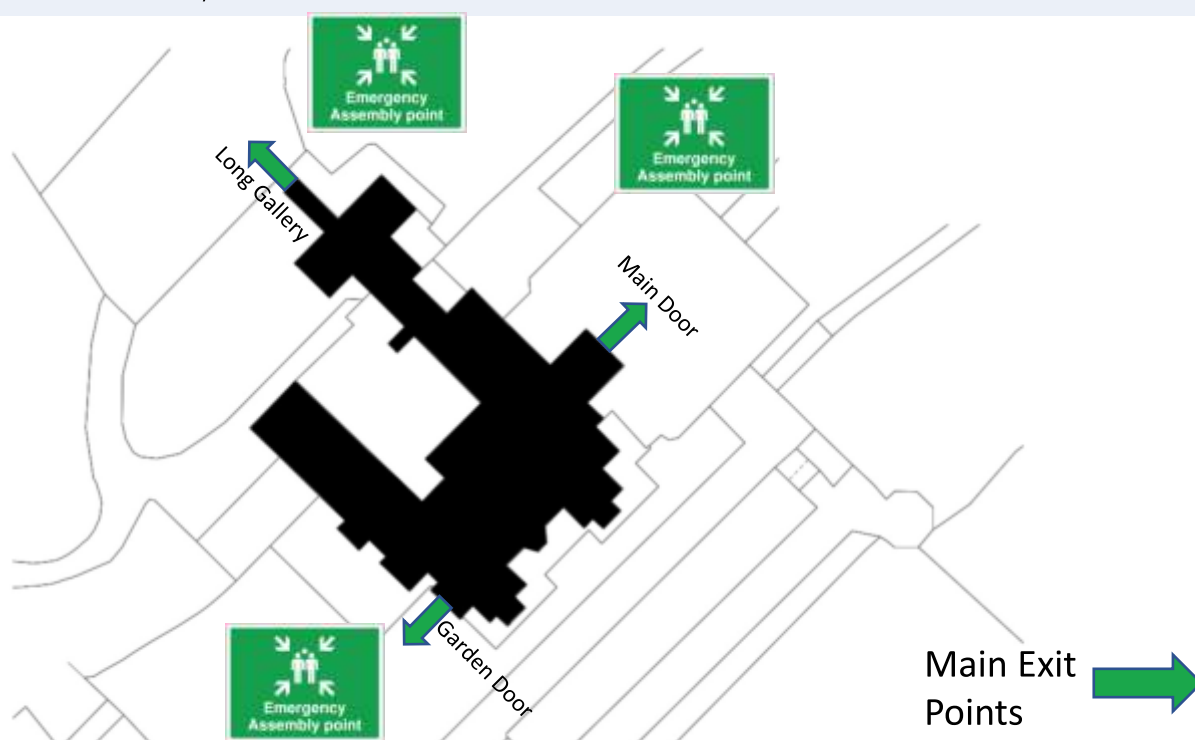 Emergency
Assembly point
Emergency
Assembly point
Long Gallery
Main Door
Garden Door
Emergency
Assembly point
Main Exit
Points